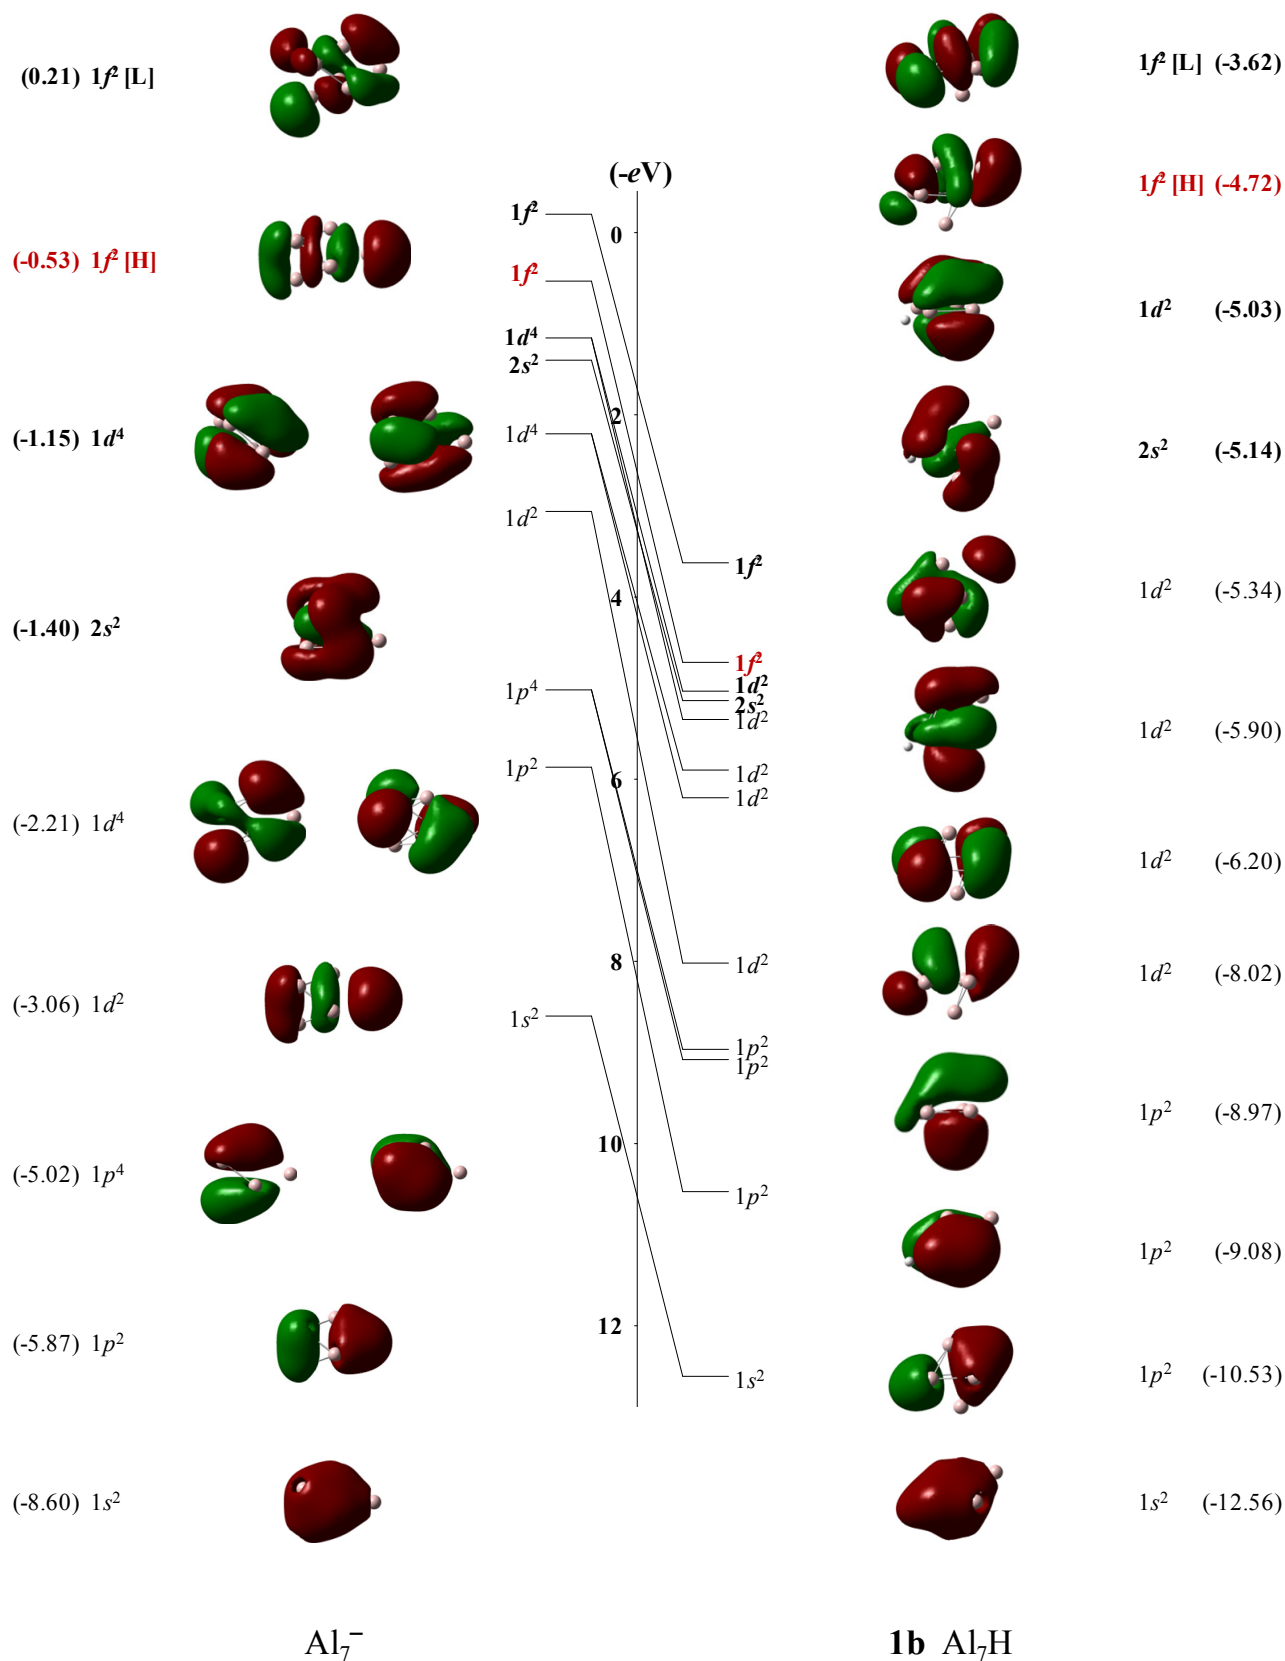 (0.21) 1f² [L]
(-0.53) 1f² [H]
(-1.15) 1d⁴
(-1.40) 2s²
(-2.21) 1d⁴
(-3.06) 1d²
(-5.02) 1p⁴
(-5.87) 1p²
(-8.60) 1s²
Al₇⁻
(-eV)
0
2
4
6
8
10
12
1f²
1f²
1d⁴
2s²
1d⁴
1d²
1p⁴
1p²
1s²
1f²
1f²
1d²
2s²
1d²
1d²
1d²
1d²
1p²
1p²
1p²
1s²
1f² [L] (-3.62)
1f² [H] (-4.72)
1d² (-5.03)
2s² (-5.14)
1d² (-5.34)
1d² (-5.90)
1d² (-6.20)
1d² (-8.02)
1p² (-8.97)
1p² (-9.08)
1p² (-10.53)
1s² (-12.56)
1b Al₇H